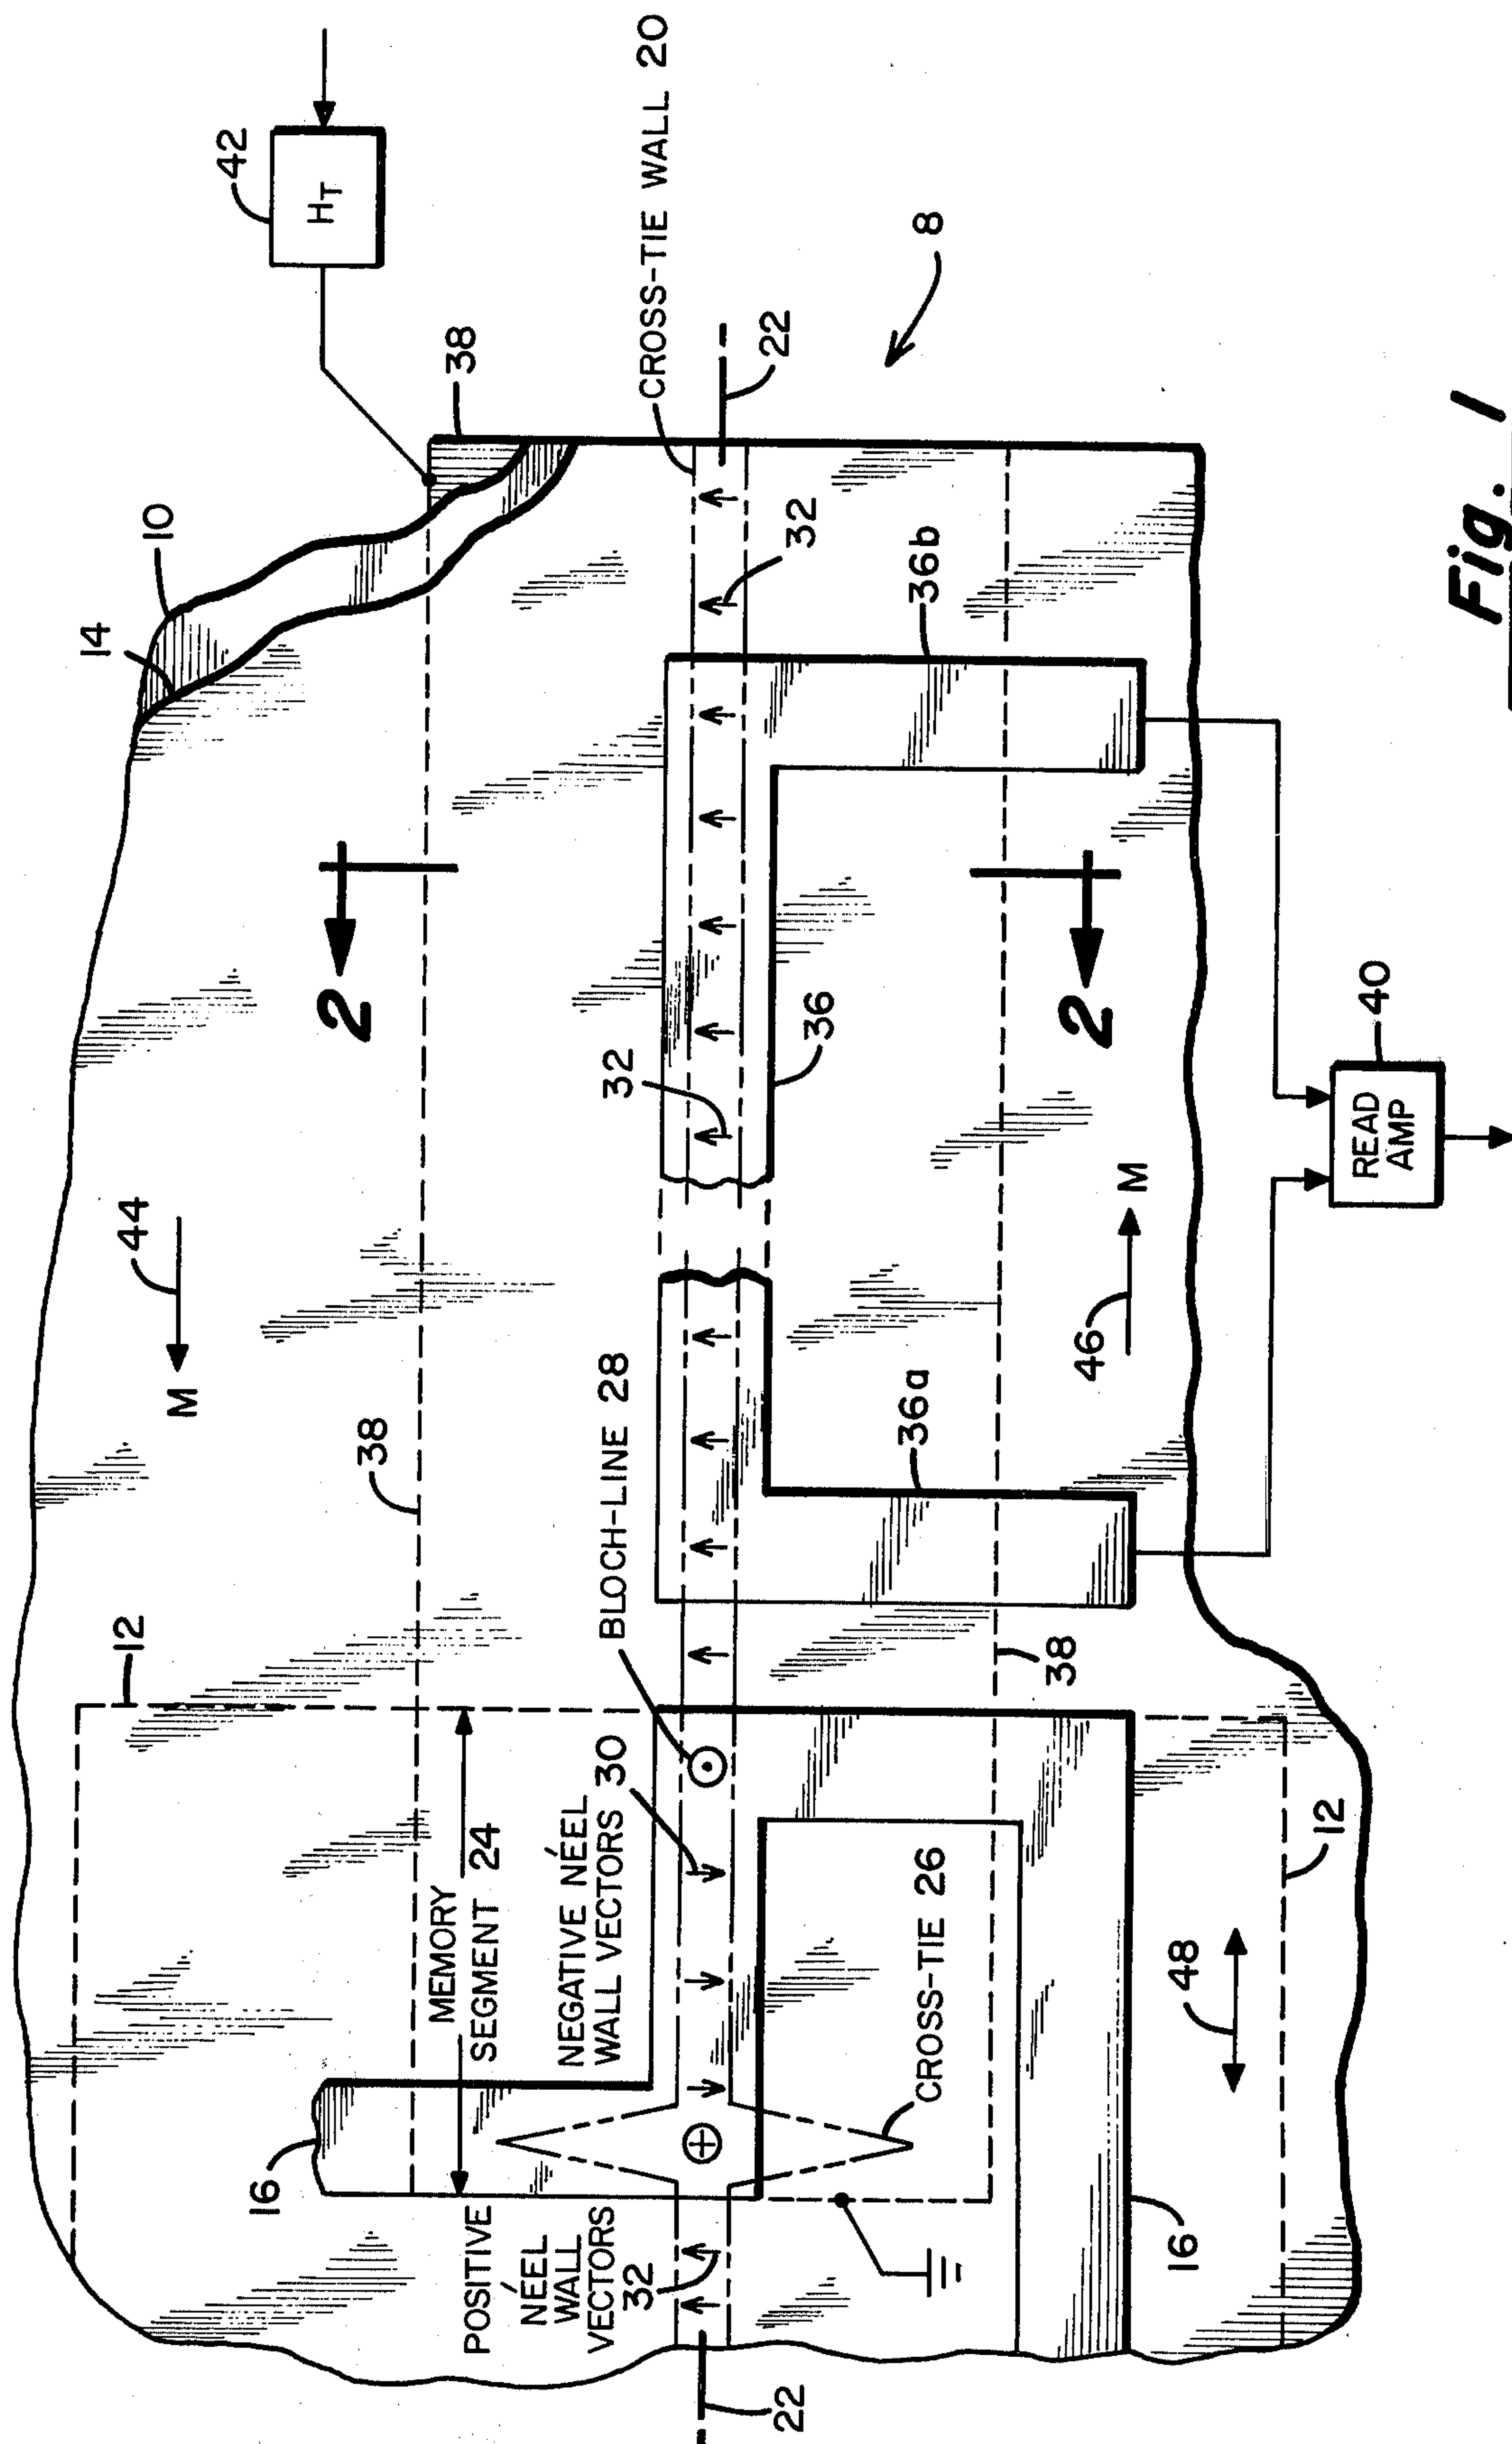 42
HT
38
CROSS-TIE WALL 20
22
8
10
14
32
36b
2
2
36
32
44
M
46
M
READ
AMP
40
38
BLOCH-LINE 28
36a
12
38
MEMORY
SEGMENT 24
NEGATIVE NÉEL
WALL VECTORS 30
CROSS-TIE 26
12
48
16
POSITIVE
NÉEL
WALL
VECTORS
32
16
22
Fig. 1